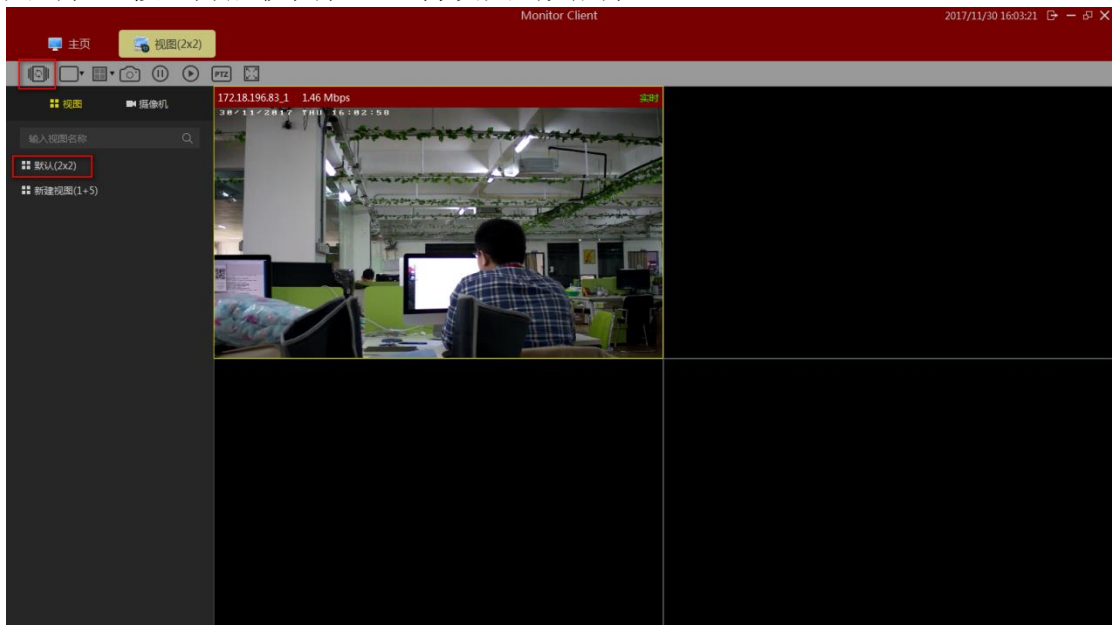 Monitor Client
2017/11/30 16:03:21
主页
视图(2x2)
PTZ
视图
摄像机
172.18.196.83_1 1.46 Mbps
实时
30/11/2017 THU 16:02:58
输入视图名称
默认(2x2)
新建视图(1+5)